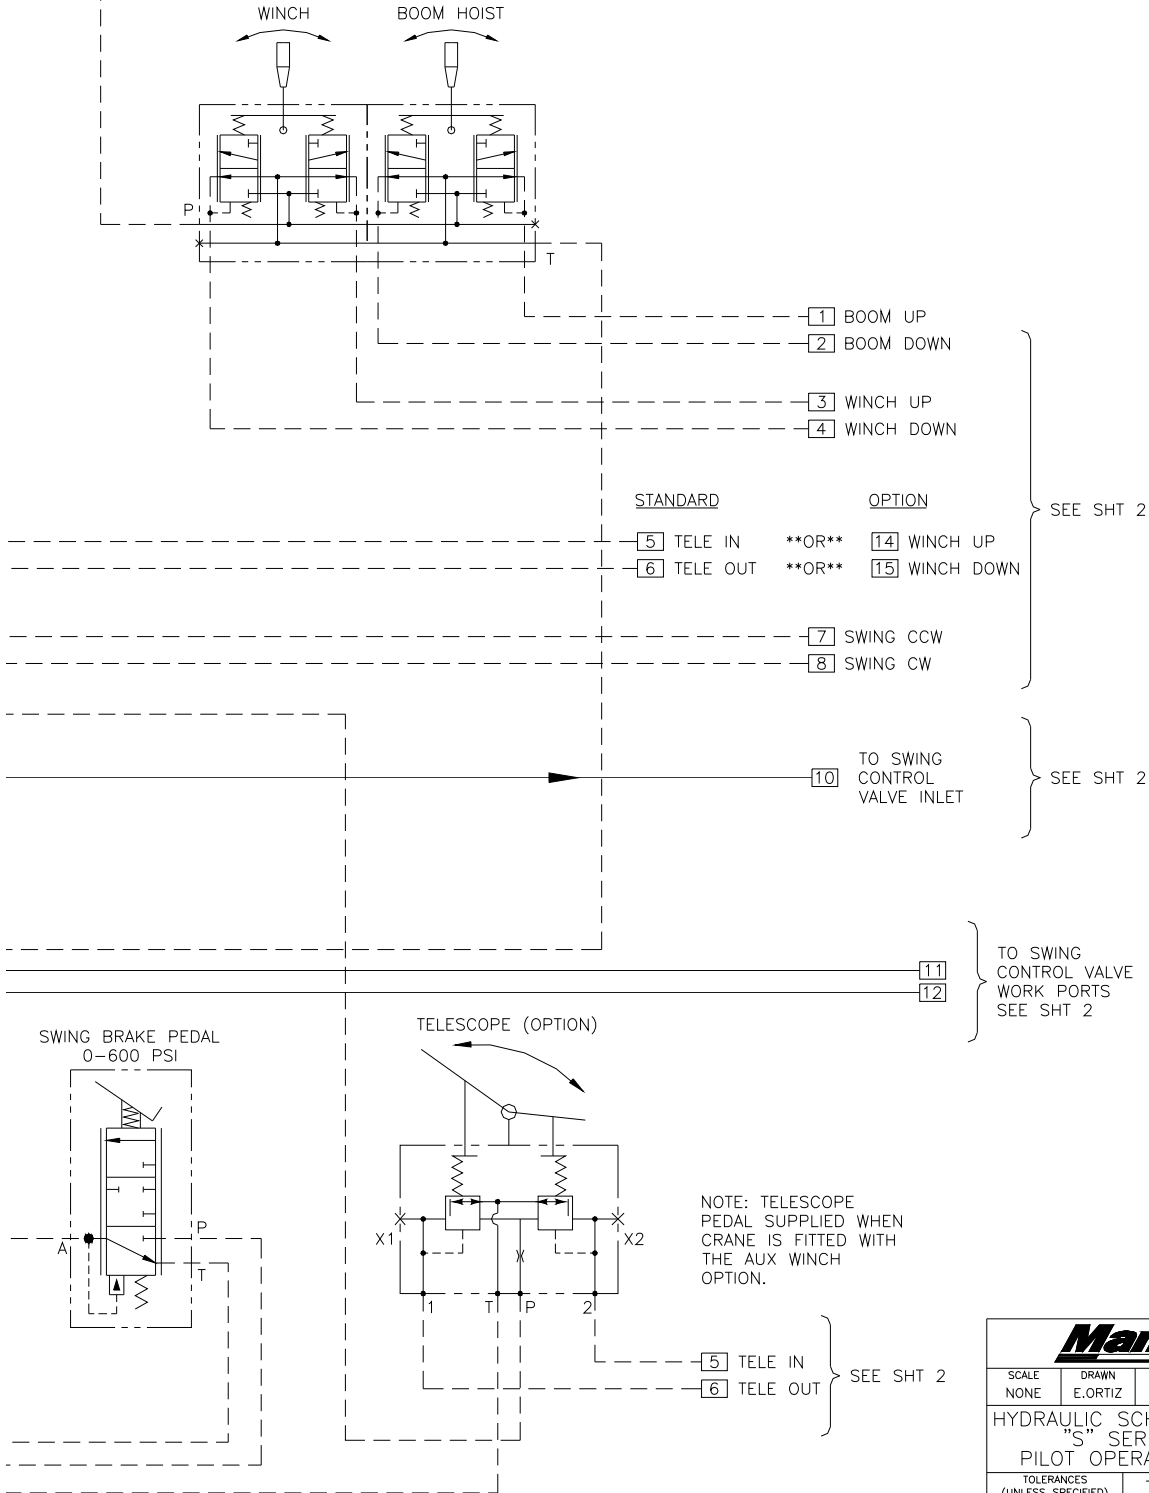 WINCH BOOM HOIST
P
T
1 BOOM UP
2 BOOM DOWN
3 WINCH UP
4 WINCH DOWN
STANDARD OPTION
SEE SHT 2
5 TELE IN **OR** 14 WINCH UP
6 TELE OUT **OR** 15 WINCH DOWN
7 SWING CCW
8 SWING CW
10 TO SWING
CONTROL
VALVE INLET
SEE SHT 2
11
12
TO SWING
CONTROL VALVE
WORK PORTS
SEE SHT 2
SWING BRAKE PEDAL
0-600 PSI
A
P
T
TELESCOPE (OPTION)
X1 X2
1 T P 2
NOTE: TELESCOPE
PEDAL SUPPLIED WHEN
CRANE IS FITTED WITH
THE AUX WINCH
OPTION.
5 TELE IN
6 TELE OUT
SEE SHT 2
SCALE DRAWN
NONE E.ORTIZ
HYDRAULIC
"S"
PILOT
TOLERANCES
(UNLESS SPECIFIED)